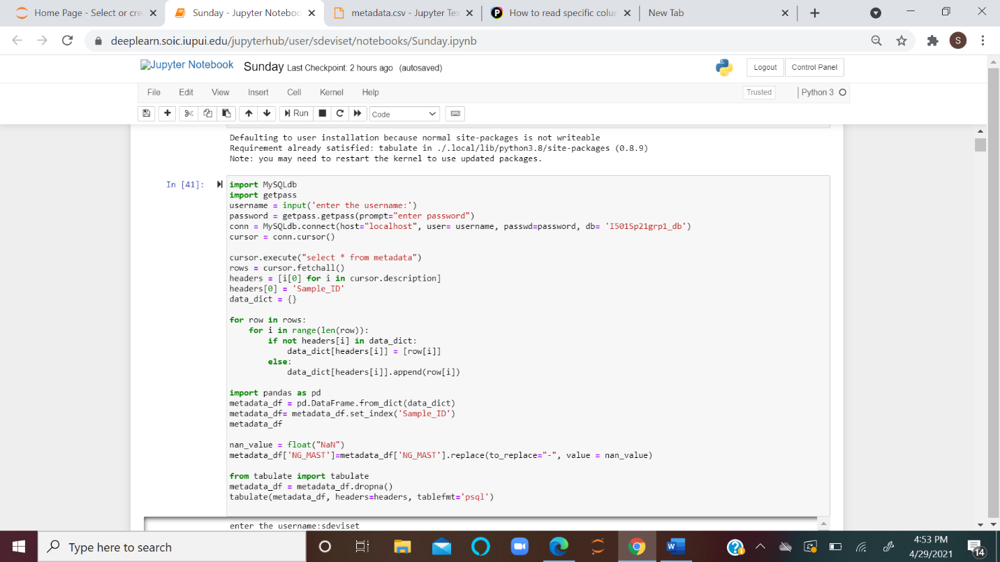 Home Page - Select or cre
Sunday - Jupyter Noteboo
metadata.csv - Jupyter Te
How to read specific colu
New Tab
deeplearn.soic.iupui.edu/jupyterhub/user/sdeviset/notebooks/Sunday.ipynb
S
Jupyter Notebook Sunday Last Checkpoint: 2 hours ago (autosaved)
Logout Control Panel
File Edit View Insert Cell Kernel Help
Trusted Python 3
Run Code
Defaulting to user installation because normal site-packages is not writeable
Requirement already satisfied: tabulate in ./.local/lib/python3.8/site-packages (0.8.9)
Note: you may need to restart the kernel to use updated packages.
In [41]:
import MySQLdb
import getpass
username = input('enter the username:')
password = getpass.getpass(prompt="enter password")
conn = MySQLdb.connect(host="localhost", user= username, passwd=password, db= 'I501Sp21grp1_db')
cursor = conn.cursor()
cursor.execute("select * from metadata")
rows = cursor.fetchall()
headers = [i[0] for i in cursor.description]
headers[0] = 'Sample_ID'
data_dict = {}
for row in rows:
    for i in range(len(row)):
        if not headers[i] in data_dict:
            data_dict[headers[i]] = [row[i]]
        else:
            data_dict[headers[i]].append(row[i])
import pandas as pd
metadata_df = pd.DataFrame.from_dict(data_dict)
metadata_df= metadata_df.set_index('Sample_ID')
metadata_df
nan_value = float("NaN")
metadata_df['NG_MAST']=metadata_df['NG_MAST'].replace(to_replace="-", value = nan_value)
from tabulate import tabulate
metadata_df = metadata_df.dropna()
tabulate(metadata_df, headers=headers, tablefmt='psql')
enter the username:sdeviset
Type here to search
4:53 PM
4/29/2021
14